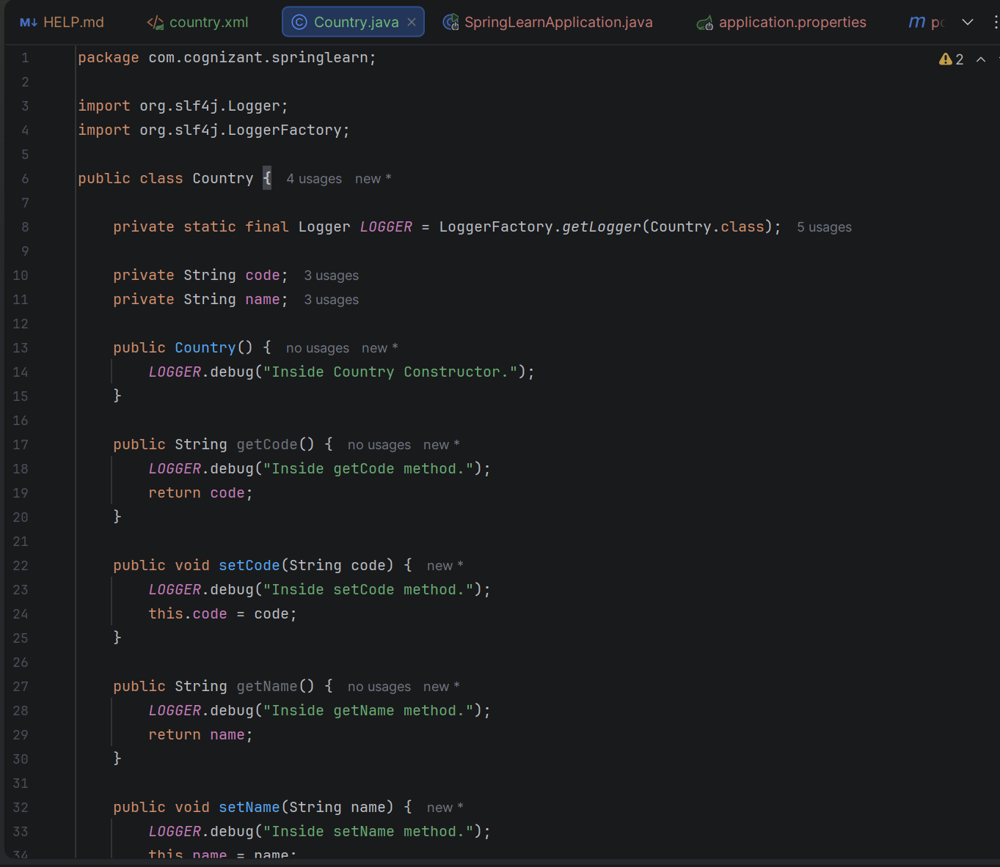 M↓ HELP.md </> country.xml © Country.java × SpringLearnApplication.java application.properties m
1 package com.cognizant.springlearn; 2
2
3 import org.slf4j.Logger;
4 import org.slf4j.LoggerFactory;
5
6 public class Country { 4 usages new *
7
8 private static final Logger LOGGER = LoggerFactory.getLogger(Country.class); 5 usages
9
10 private String code; 3 usages
11 private String name; 3 usages
12
13 public Country() { no usages new *
14 LOGGER.debug("Inside Country Constructor.");
15 }
16
17 public String getCode() { no usages new *
18 LOGGER.debug("Inside getCode method.");
19 return code;
20 }
21
22 public void setCode(String code) { new *
23 LOGGER.debug("Inside setCode method.");
24 this.code = code;
25 }
26
27 public String getName() { no usages new *
28 LOGGER.debug("Inside getName method.");
29 return name;
30 }
31
32 public void setName(String name) { new *
33 LOGGER.debug("Inside setName method.");
34 this.name = name;